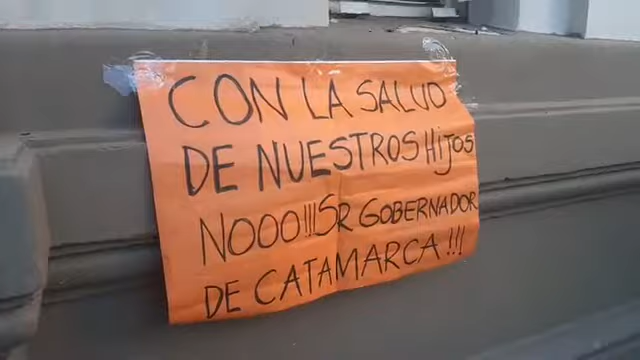 CON LA SALUD
DE NUESTROS HIJOS
NOOO!!! SR GOBERNADOR
DE CATAMARCA!!!